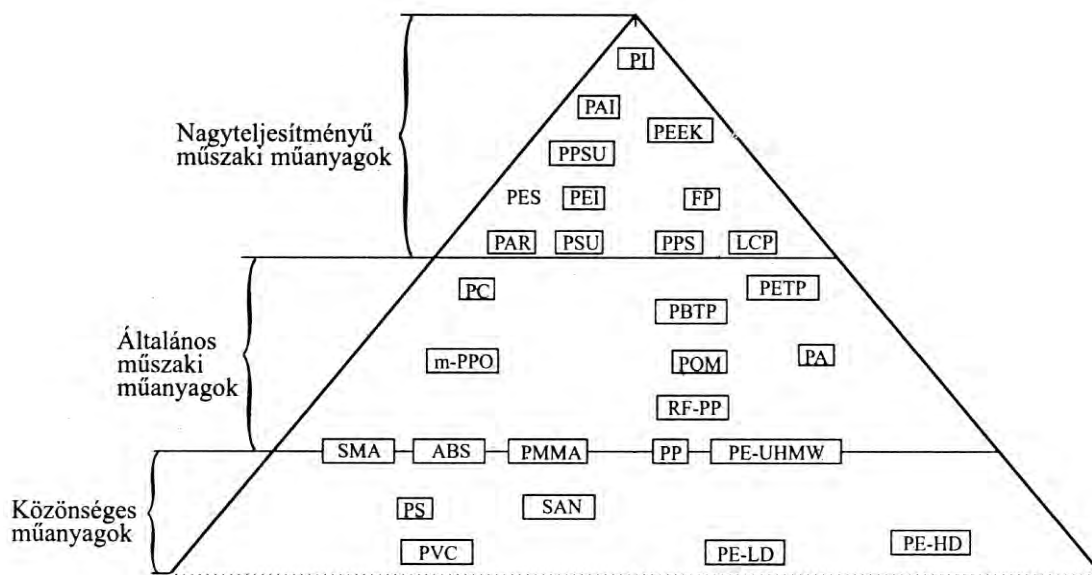 PI
PAI
PEEK
Nagyteljesítményű
műszaki műanyagok
PPSU
PES
PEI
FP
PAR
PSU
PPS
LCP
PC
PETP
PBTP
Általános
műszaki
műanyagok
m-PPO
POM
PA
RF-PP
SMA
ABS
PMMA
PP
PE-UHMW
Közönséges
műanyagok
PS
SAN
PVC
PE-LD
PE-HD